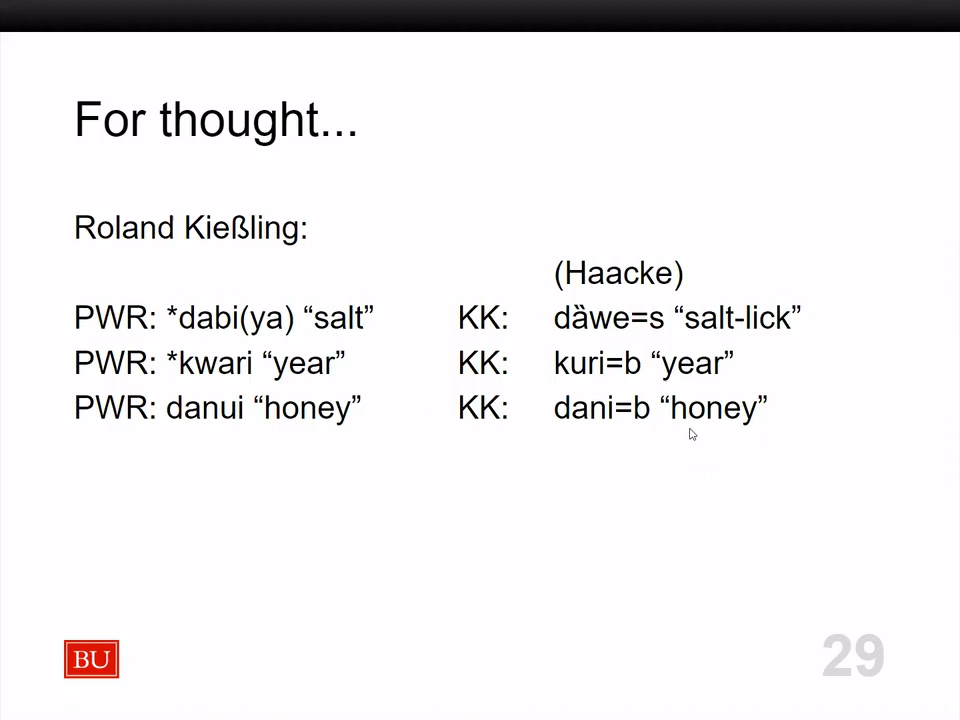 For thought...
Roland Kießling:
(Haacke)
PWR: *dabi(ya) “salt” KK: dȁwe=s “salt-lick”
PWR: *kwari “year” KK: kuri=b “year”
PWR: danui “honey” KK: dani=b “honey”
BU
29